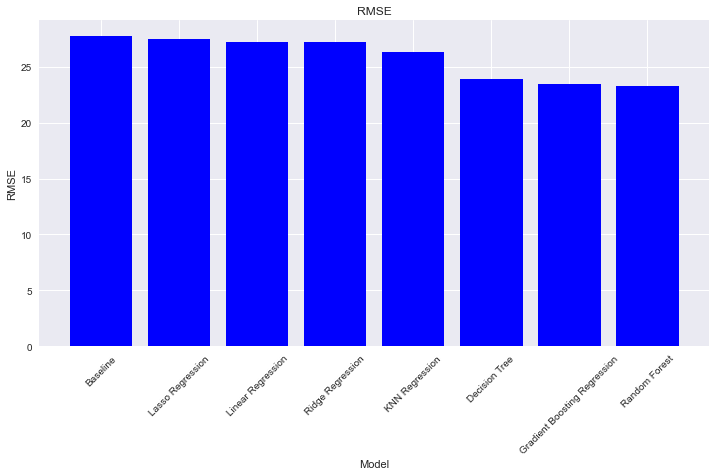 RMSE
RMSE
25
20
15
10
5
0
Baseline
Lasso Regression
Linear Regression
Ridge Regression
KNN Regression
Decision Tree
Gradient Boosting Regression
Random Forest
Model